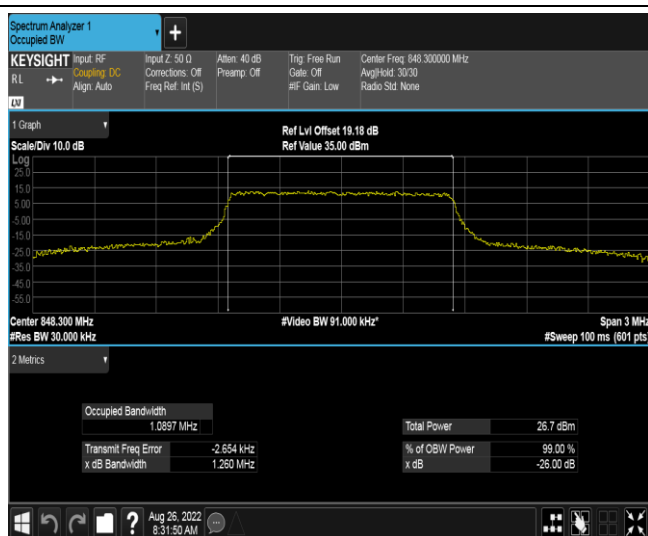 Spectrum Analyzer 1
Occupied BW
+
KEYSIGHT
RL
LXI
Input: RF
Coupling: DC
Align: Auto
Input Z: 50 Ω
Corrections: Off
Freq Ref: Int (S)
Atten: 40 dB
Preamp: Off
Trig: Free Run
Gate: Off
#IF Gain: Low
Center Freq: 848.300000 MHz
Avg|Hold: 30/30
Radio Std: None
1 Graph
Scale/Div 10.0 dB
Ref Lvl Offset 19.18 dB
Ref Value 35.00 dBm
Log
25.0
15.0
5.00
-5.00
-15.0
-25.0
-35.0
-45.0
-55.0
Center 848.300 MHz
#Video BW 91.000 kHz*
Span 3 MHz
#Res BW 30.000 kHz
#Sweep 100 ms (601 pts)
2 Metrics
Occupied Bandwidth
1.0897 MHz
Total Power 26.7 dBm
Transmit Freq Error -2.654 kHz
% of OBW Power 99.00 %
x dB Bandwidth 1.260 MHz
x dB -26.00 dB
?
Aug 26, 2022
8:31:50 AM